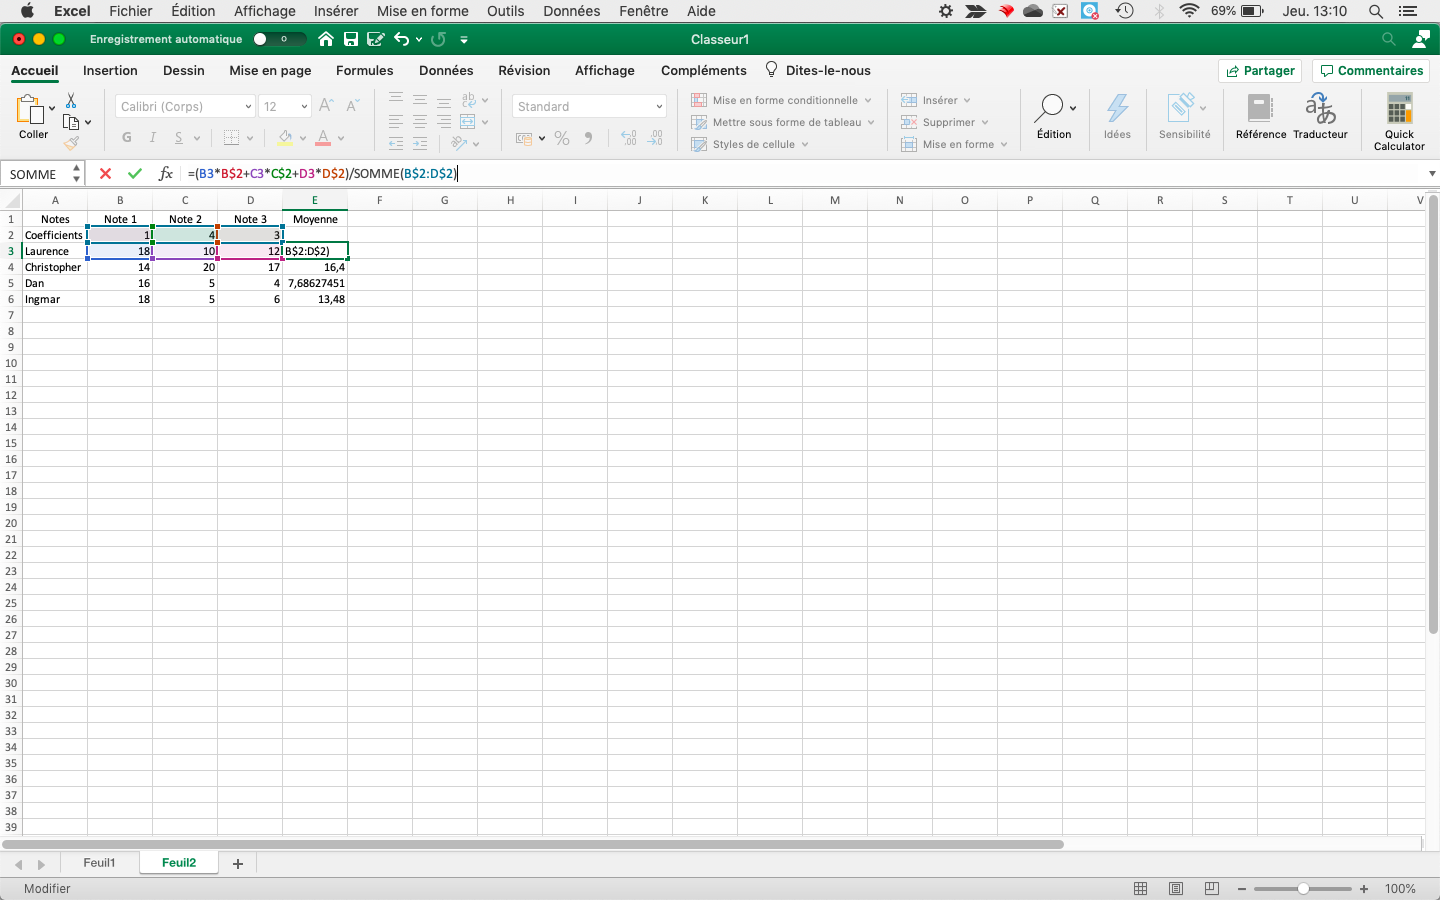 Excel Fichier Édition Affichage Insérer Mise en forme Outils Données Fenêtre Aide 69% Jeu. 13:10
Enregistrement automatique Classeur1
Accueil Insertion Dessin Mise en page Formules Données Révision Affichage Compléments Dites-le-nous Partager Commentaires
Calibri (Corps) 12 Standard Mise en forme conditionnelle Insérer
Mettre sous forme de tableau Supprimer
Coller G I S Styles de cellule Mise en forme Édition Idées Sensibilité Référence Traducteur Quick Calculator
SOMME fx =(B3*B$2+C3*C$2+D3*D$2)/SOMME(B$2:D$2)
A B C D E F G H I J K L M N O P Q R S T U V
1 Notes Note 1 Note 2 Note 3 Moyenne
2 Coefficients 1 4 3
3 Laurence 18 10 12 B$2:D$2)
4 Christopher 14 20 17 16,4
5 Dan 16 5 4 7,68627451
6 Ingmar 18 5 6 13,48
7
8
9
10
11
12
13
14
15
16
17
18
19
20
21
22
23
24
25
26
27
28
29
30
31
32
33
34
35
36
37
38
39
Feuil1 Feuil2 +
Modifier 100%